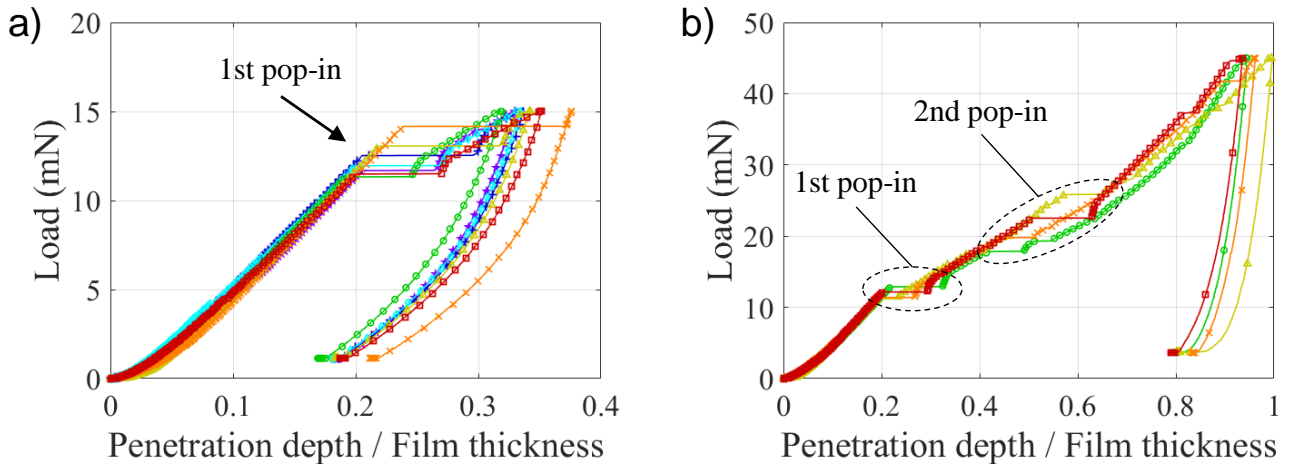 a)
20
15
10
5
0
Load (mN)
1st pop-in
0 0.1 0.2 0.3 0.4
Penetration depth / Film thickness
b)
50
40
30
20
10
0
Load (mN)
2nd pop-in
1st pop-in
0 0.2 0.4 0.6 0.8 1
Penetration depth / Film thickness